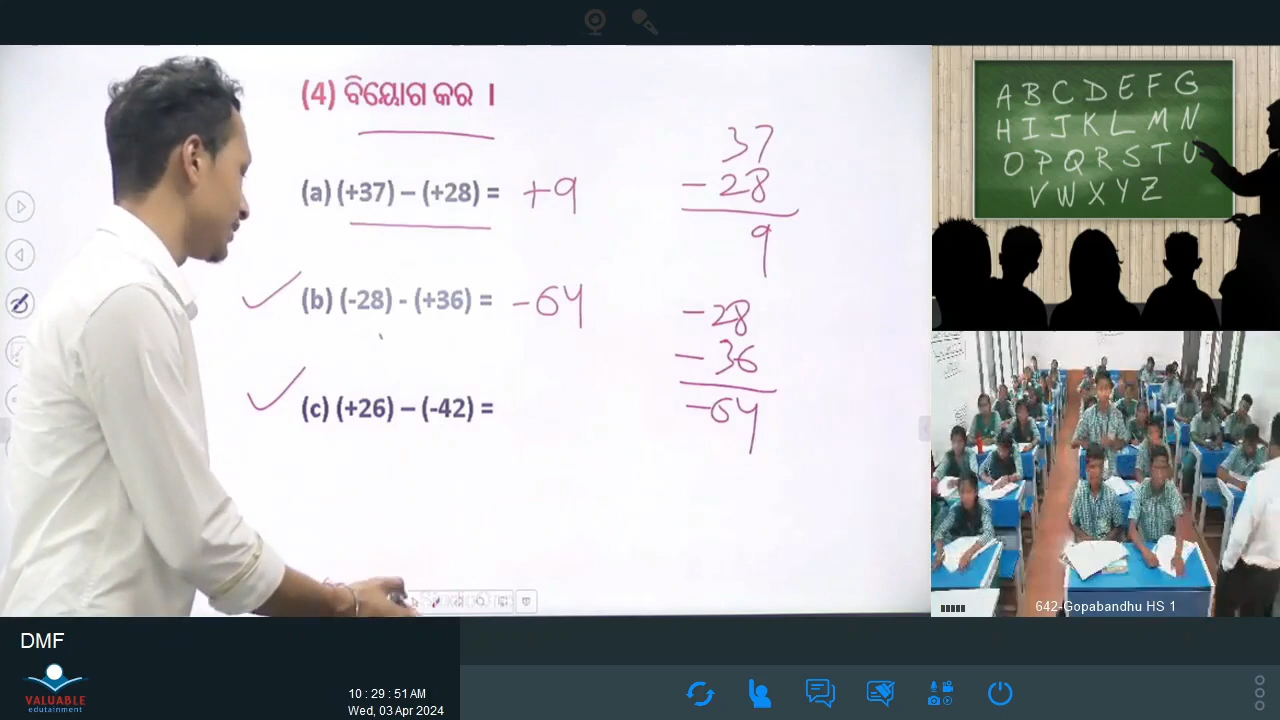 (4) ବିୟୋଗ କର ।
(a) (+37) – (+28) = +9
(b) (-28) - (+36) = -64
(c) (+26) – (-42) =
37
- 28
9
- 28
- 36
-64
A B C D E F G
H I J K L M N
O P Q R S T U
V W X Y Z
642-Gopabandhu HS 1
DMF
VALUABLE
edutainment
10 : 29 : 51 AM
Wed, 03 Apr 2024